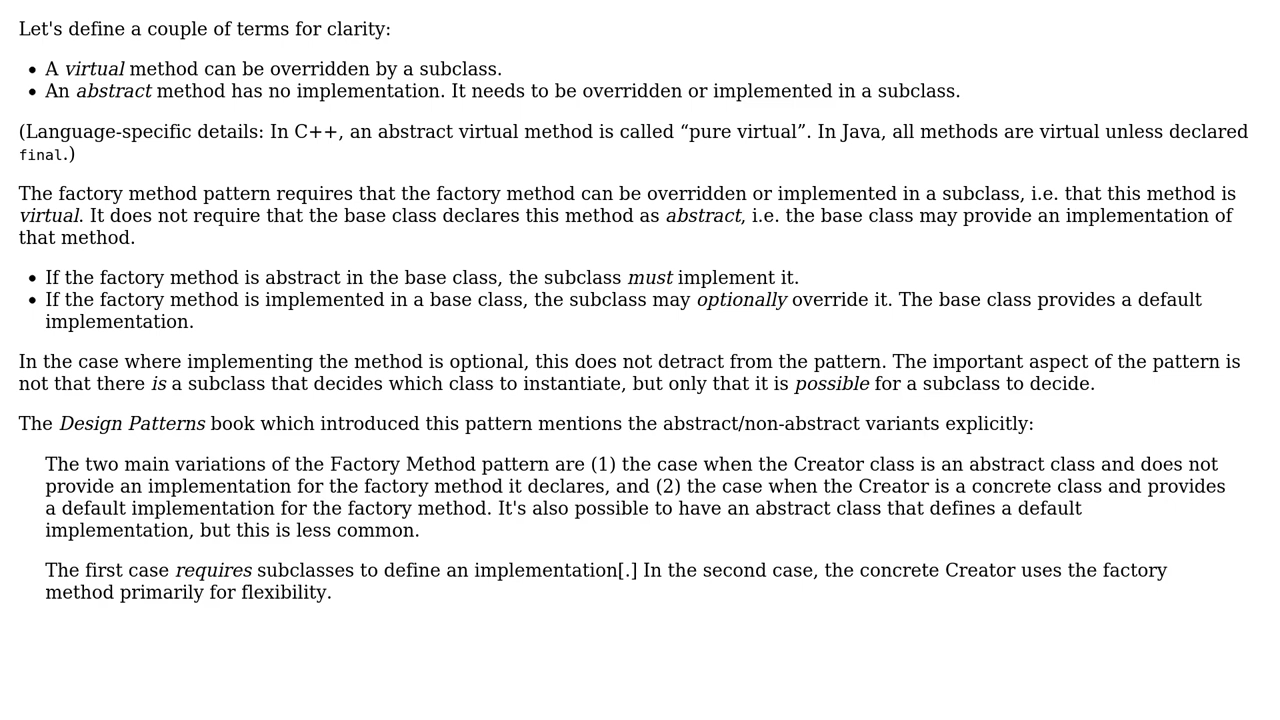 Let's define a couple of terms for clarity:
• A virtual method can be overridden by a subclass.
• An abstract method has no implementation. It needs to be overridden or implemented in a subclass.
(Language-specific details: In C++, an abstract virtual method is called “pure virtual”. In Java, all methods are virtual unless declared
final.)
The factory method pattern requires that the factory method can be overridden or implemented in a subclass, i.e. that this method is
virtual. It does not require that the base class declares this method as abstract, i.e. the base class may provide an implementation of
that method.
• If the factory method is abstract in the base class, the subclass must implement it.
• If the factory method is implemented in a base class, the subclass may optionally override it. The base class provides a default
implementation.
In the case where implementing the method is optional, this does not detract from the pattern. The important aspect of the pattern is
not that there is a subclass that decides which class to instantiate, but only that it is possible for a subclass to decide.
The Design Patterns book which introduced this pattern mentions the abstract/non-abstract variants explicitly:
The two main variations of the Factory Method pattern are (1) the case when the Creator class is an abstract class and does not
provide an implementation for the factory method it declares, and (2) the case when the Creator is a concrete class and provides
a default implementation for the factory method. It's also possible to have an abstract class that defines a default
implementation, but this is less common.
The first case requires subclasses to define an implementation[.] In the second case, the concrete Creator uses the factory
method primarily for flexibility.